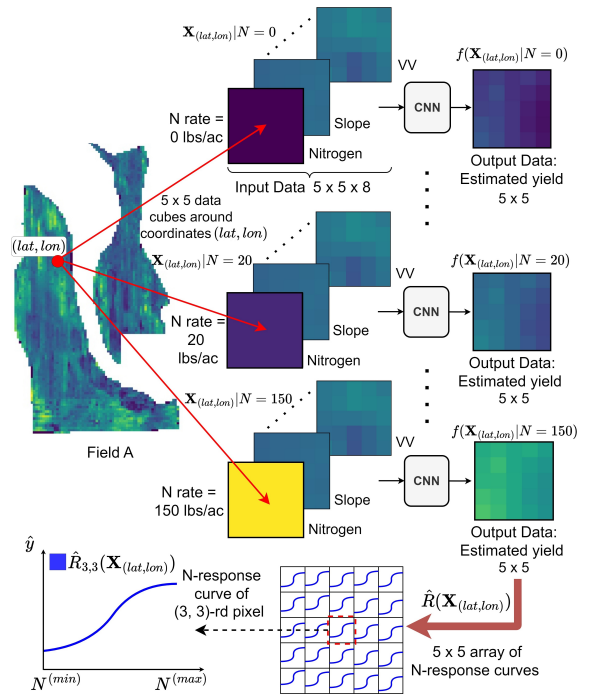 𝐗(lat,lon)|N = 0
f(𝐗(lat,lon)|N = 0)
VV
CNN
N rate =
0 lbs/ac
Slope
Nitrogen
Output Data:
Estimated yield
5 x 5
Input Data 5 x 5 x 8
5 x 5 data
cubes around
coordinates (lat, lon)
(lat, lon)
𝐗(lat,lon)|N = 20
f(𝐗(lat,lon)|N = 20)
VV
CNN
N rate =
20
lbs/ac
Slope
Nitrogen
Output Data:
Estimated yield
5 x 5
𝐗(lat,lon)|N = 150
f(𝐗(lat,lon)|N = 150)
Field A
VV
CNN
N rate =
150 lbs/ac
Slope
Nitrogen
Output Data:
Estimated yield
5 x 5
ŷ
R̂3,3(𝐗(lat,lon))
N-response
curve of
(3, 3)-rd pixel
R̂(𝐗(lat,lon))
5 x 5 array of
N-response curves
N(min)
N(max)